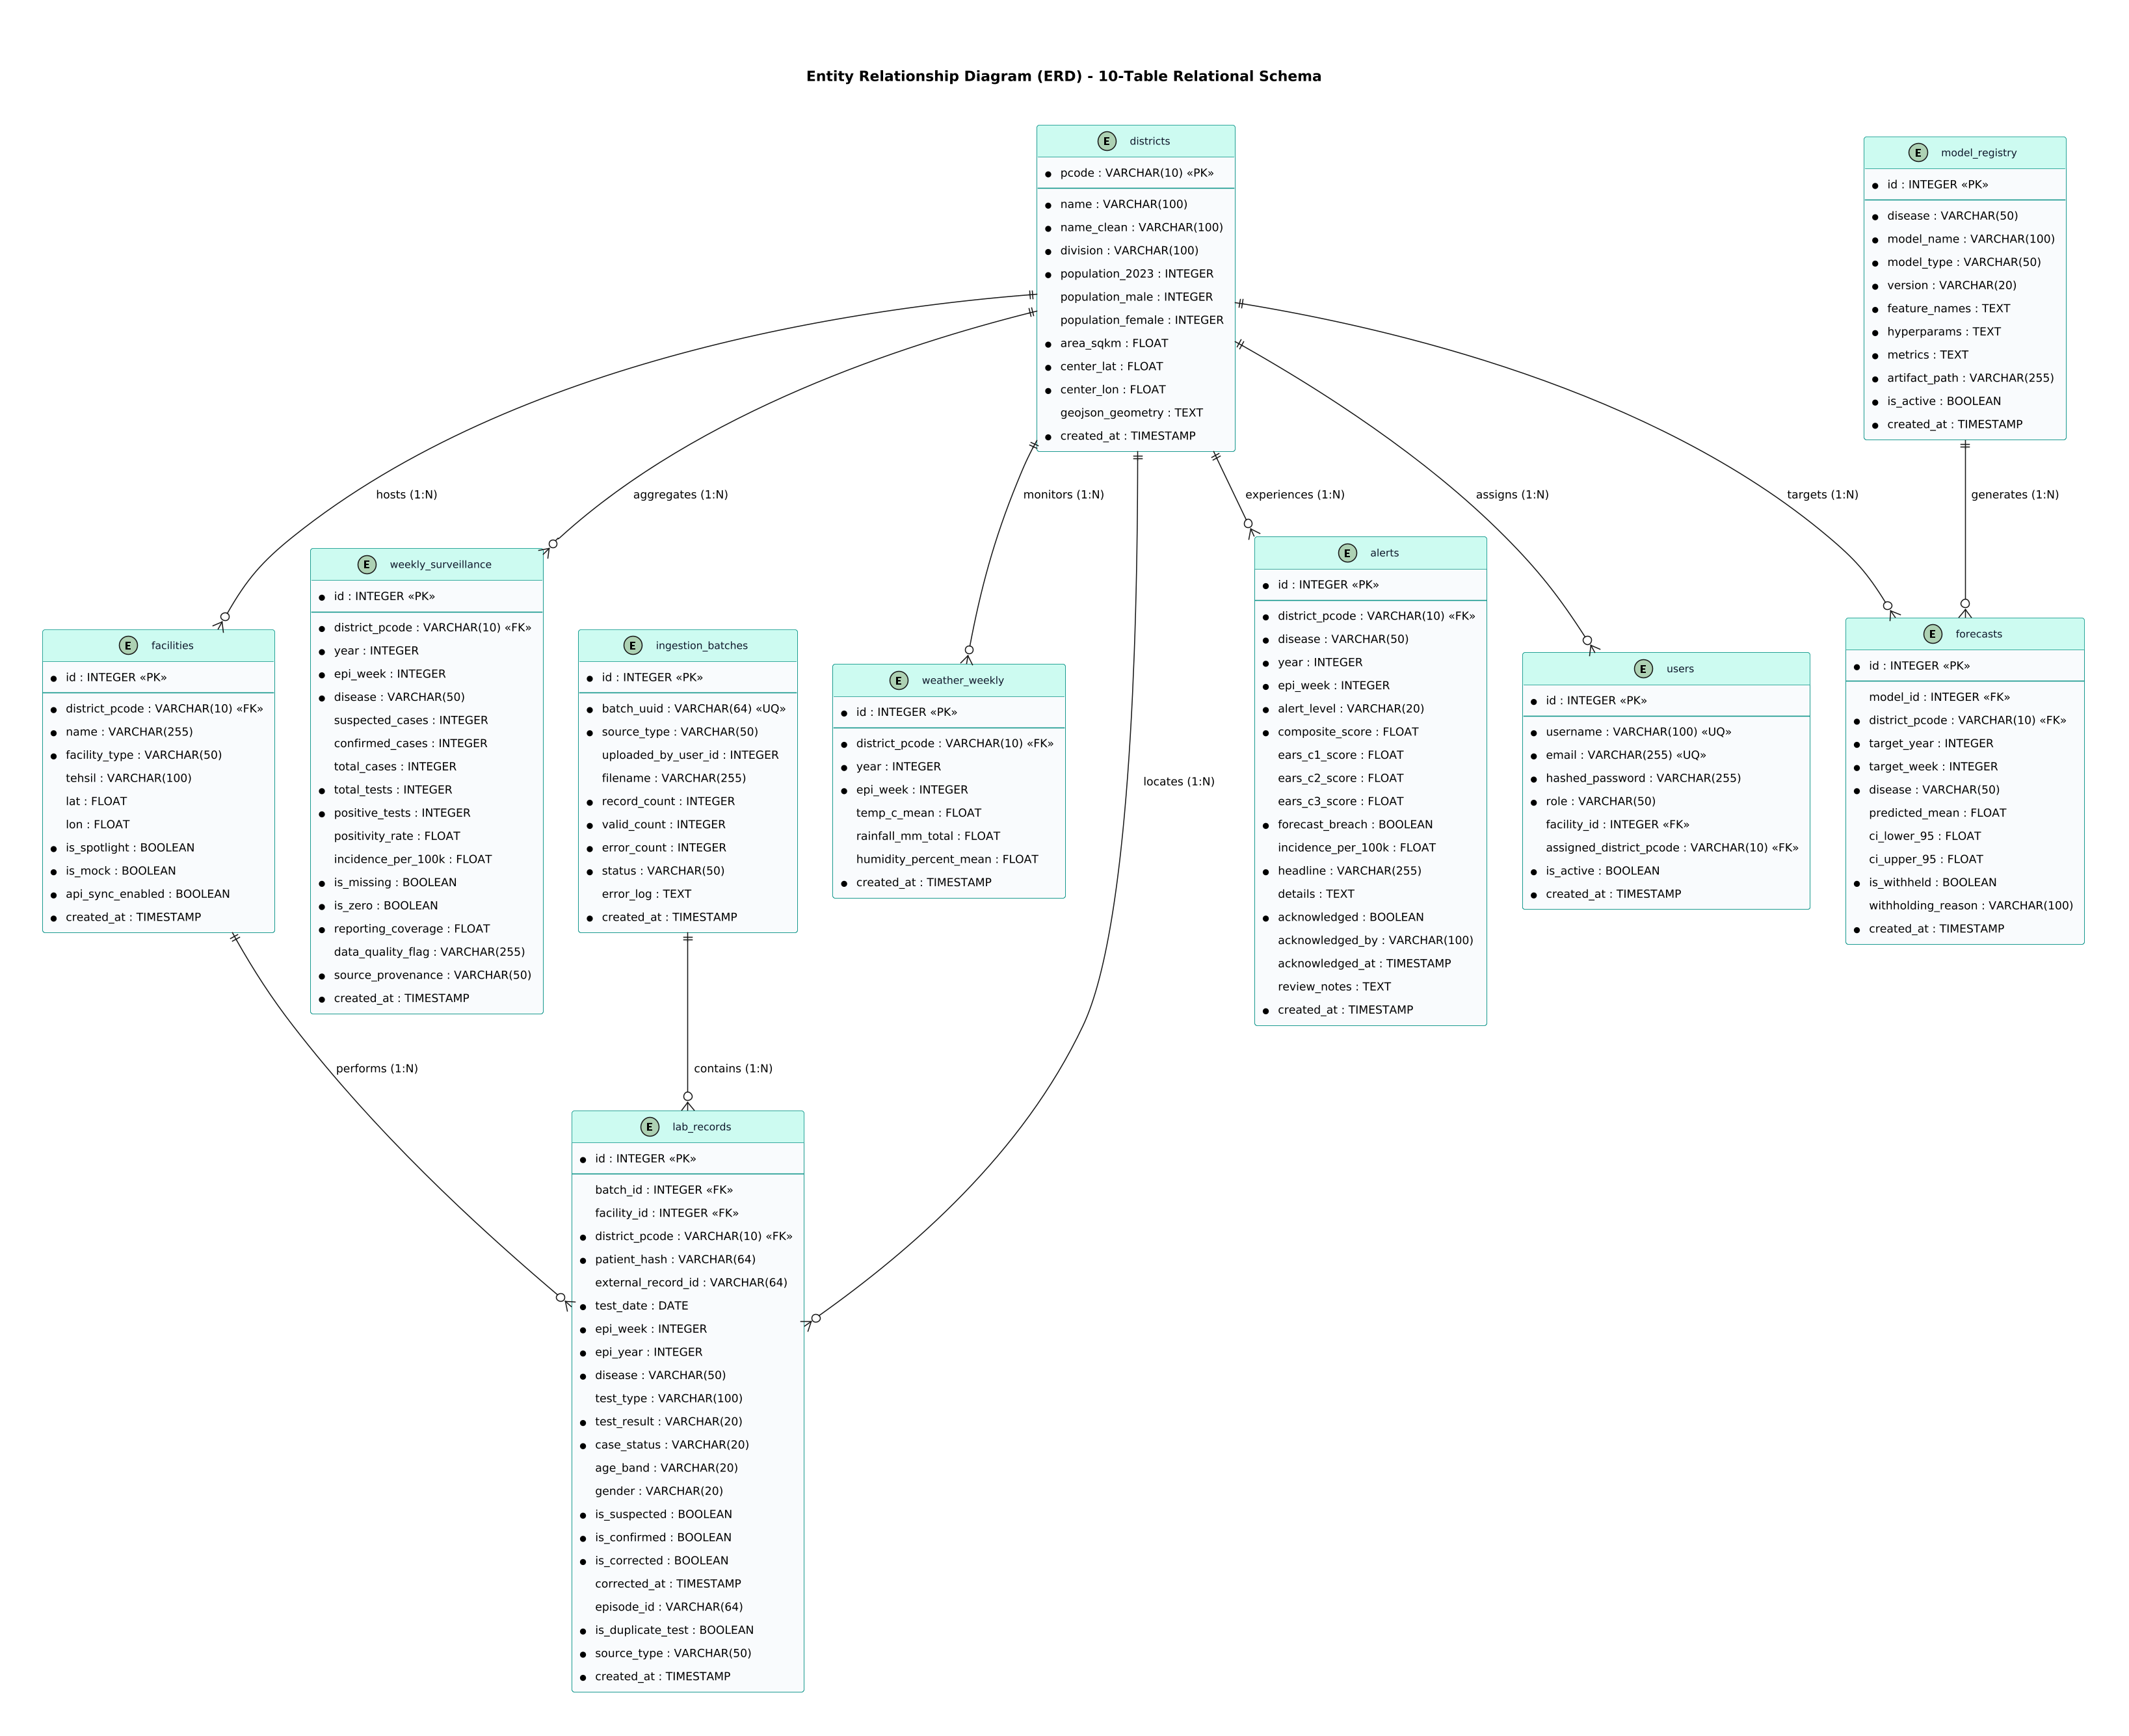 Entity Relationship Diagram (ERD) - 10-Table Relational Schema
E districts
pcode : VARCHAR(10) «PK»
name : VARCHAR(100)
name_clean : VARCHAR(100)
division : VARCHAR(100)
population_2023 : INTEGER
population_male : INTEGER
population_female : INTEGER
area_sqkm : FLOAT
center_lat : FLOAT
center_lon : FLOAT
geojson_geometry : TEXT
created_at : TIMESTAMP
E model_registry
id : INTEGER «PK»
disease : VARCHAR(50)
model_name : VARCHAR(100)
model_type : VARCHAR(50)
version : VARCHAR(20)
feature_names : TEXT
hyperparams : TEXT
metrics : TEXT
artifact_path : VARCHAR(255)
is_active : BOOLEAN
created_at : TIMESTAMP
hosts (1:N)
aggregates (1:N)
monitors (1:N)
experiences (1:N)
assigns (1:N)
targets (1:N)
generates (1:N)
E facilities
id : INTEGER «PK»
district_pcode : VARCHAR(10) «FK»
name : VARCHAR(255)
facility_type : VARCHAR(50)
tehsil : VARCHAR(100)
lat : FLOAT
lon : FLOAT
is_spotlight : BOOLEAN
is_mock : BOOLEAN
api_sync_enabled : BOOLEAN
created_at : TIMESTAMP
E weekly_surveillance
id : INTEGER «PK»
district_pcode : VARCHAR(10) «FK»
year : INTEGER
epi_week : INTEGER
disease : VARCHAR(50)
suspected_cases : INTEGER
confirmed_cases : INTEGER
total_cases : INTEGER
total_tests : INTEGER
positive_tests : INTEGER
positivity_rate : FLOAT
incidence_per_100k : FLOAT
is_missing : BOOLEAN
is_zero : BOOLEAN
reporting_coverage : FLOAT
data_quality_flag : VARCHAR(255)
source_provenance : VARCHAR(50)
created_at : TIMESTAMP
E ingestion_batches
id : INTEGER «PK»
batch_uuid : VARCHAR(64) «UQ»
source_type : VARCHAR(50)
uploaded_by_user_id : INTEGER
filename : VARCHAR(255)
record_count : INTEGER
valid_count : INTEGER
error_count : INTEGER
status : VARCHAR(50)
error_log : TEXT
created_at : TIMESTAMP
E weather_weekly
id : INTEGER «PK»
district_pcode : VARCHAR(10) «FK»
year : INTEGER
epi_week : INTEGER
temp_c_mean : FLOAT
rainfall_mm_total : FLOAT
humidity_percent_mean : FLOAT
created_at : TIMESTAMP
locates (1:N)
E alerts
id : INTEGER «PK»
district_pcode : VARCHAR(10) «FK»
disease : VARCHAR(50)
year : INTEGER
epi_week : INTEGER
alert_level : VARCHAR(20)
composite_score : FLOAT
ears_c1_score : FLOAT
ears_c2_score : FLOAT
ears_c3_score : FLOAT
forecast_breach : BOOLEAN
incidence_per_100k : FLOAT
headline : VARCHAR(255)
details : TEXT
acknowledged : BOOLEAN
acknowledged_by : VARCHAR(100)
acknowledged_at : TIMESTAMP
review_notes : TEXT
created_at : TIMESTAMP
E users
id : INTEGER «PK»
username : VARCHAR(100) «UQ»
email : VARCHAR(255) «UQ»
hashed_password : VARCHAR(255)
role : VARCHAR(50)
facility_id : INTEGER «FK»
assigned_district_pcode : VARCHAR(10) «FK»
is_active : BOOLEAN
created_at : TIMESTAMP
E forecasts
id : INTEGER «PK»
model_id : INTEGER «FK»
district_pcode : VARCHAR(10) «FK»
target_year : INTEGER
target_week : INTEGER
disease : VARCHAR(50)
predicted_mean : FLOAT
ci_lower_95 : FLOAT
ci_upper_95 : FLOAT
is_withheld : BOOLEAN
withholding_reason : VARCHAR(100)
created_at : TIMESTAMP
performs (1:N)
contains (1:N)
E lab_records
id : INTEGER «PK»
batch_id : INTEGER «FK»
facility_id : INTEGER «FK»
district_pcode : VARCHAR(10) «FK»
patient_hash : VARCHAR(64)
external_record_id : VARCHAR(64)
test_date : DATE
epi_week : INTEGER
epi_year : INTEGER
disease : VARCHAR(50)
test_type : VARCHAR(100)
test_result : VARCHAR(20)
case_status : VARCHAR(20)
age_band : VARCHAR(20)
gender : VARCHAR(20)
is_suspected : BOOLEAN
is_confirmed : BOOLEAN
is_corrected : BOOLEAN
corrected_at : TIMESTAMP
episode_id : VARCHAR(64)
is_duplicate_test : BOOLEAN
source_type : VARCHAR(50)
created_at : TIMESTAMP